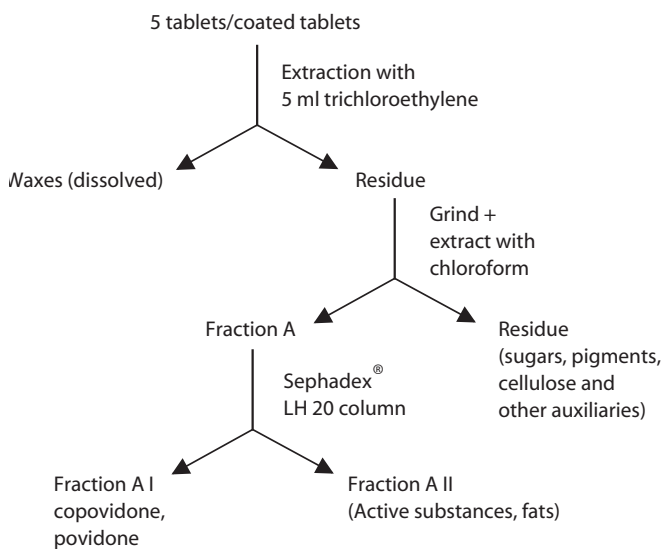 5 tablets/coated tablets
Extraction with
5 ml trichloroethylene
Waxes (dissolved)
Residue
Grind +
extract with
chloroform
Fraction A
Residue
(sugars, pigments,
cellulose and
other auxiliaries)
Sephadex®
LH 20 column
Fraction A I
copovidone,
povidone
Fraction A II
(Active substances, fats)